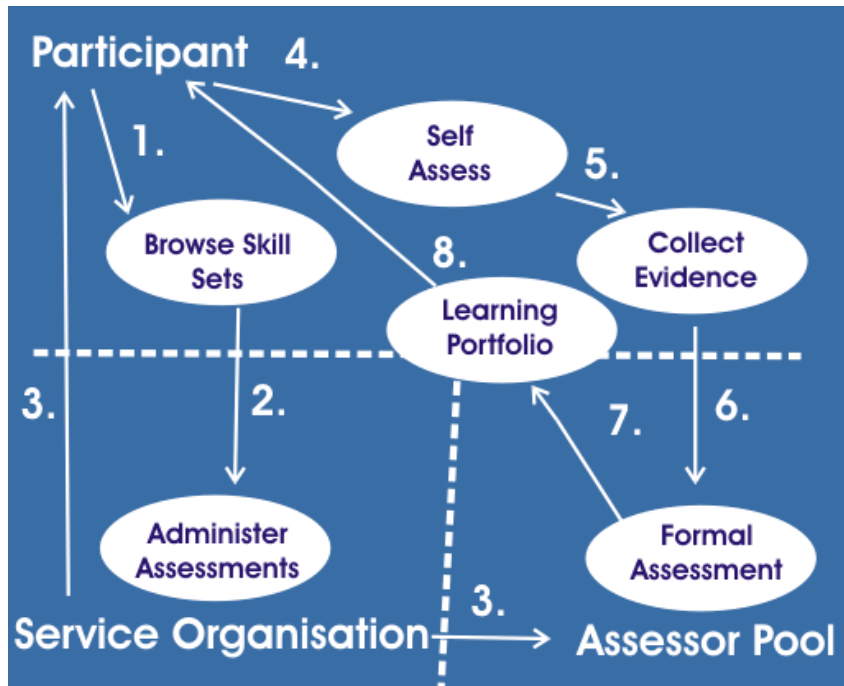 Participant
4.
1.
Self
Assess
5.
Browse Skill
Sets
8.
Collect
Evidence
Learning
Portfolio
3.
2.
7.
6.
Administer
Assessments
Formal
Assessment
3.
Service Organisation
Assessor Pool